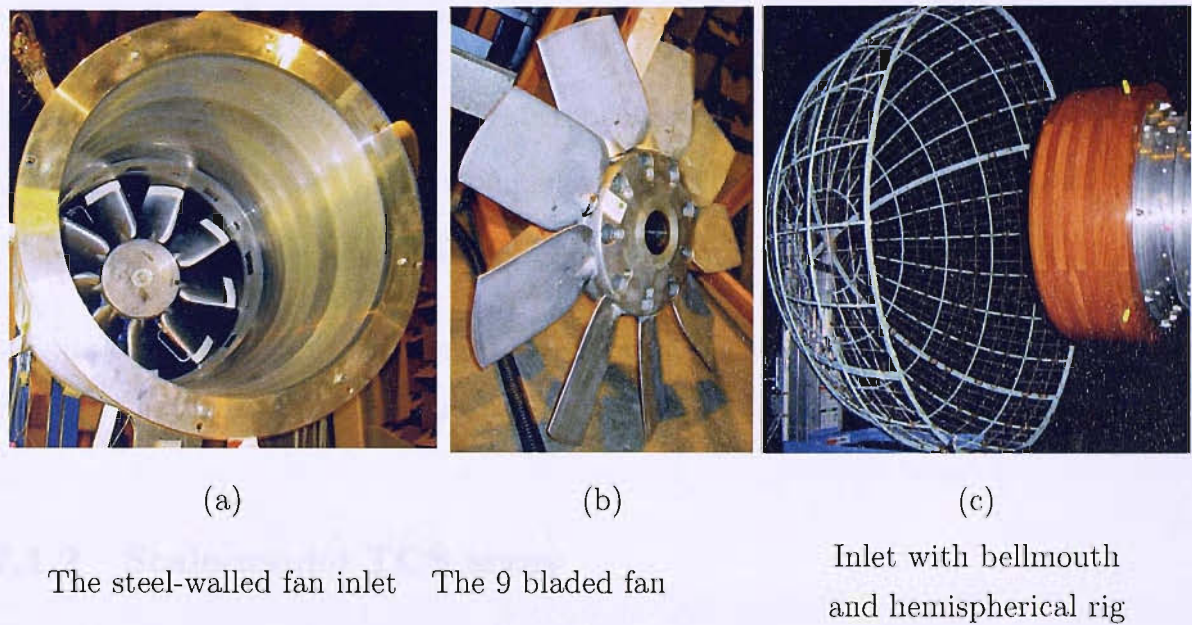 (a)
(b)
(c)
The steel-walled fan inlet
The 9 bladed fan
Inlet with bellmouth
and hemispherical rig